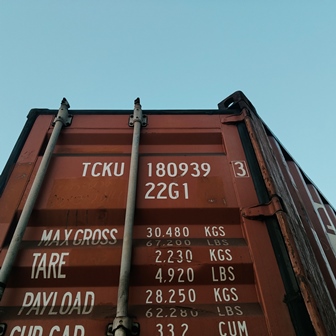 TCKU 180939 3
22G1
MAX GROSS 30.480 KGS
67.200 LBS
TARE 2.230 KGS
4.920 LBS
PAYLOAD 28.250 KGS
62.280 LBS
CUB CAP 33.2 CUM